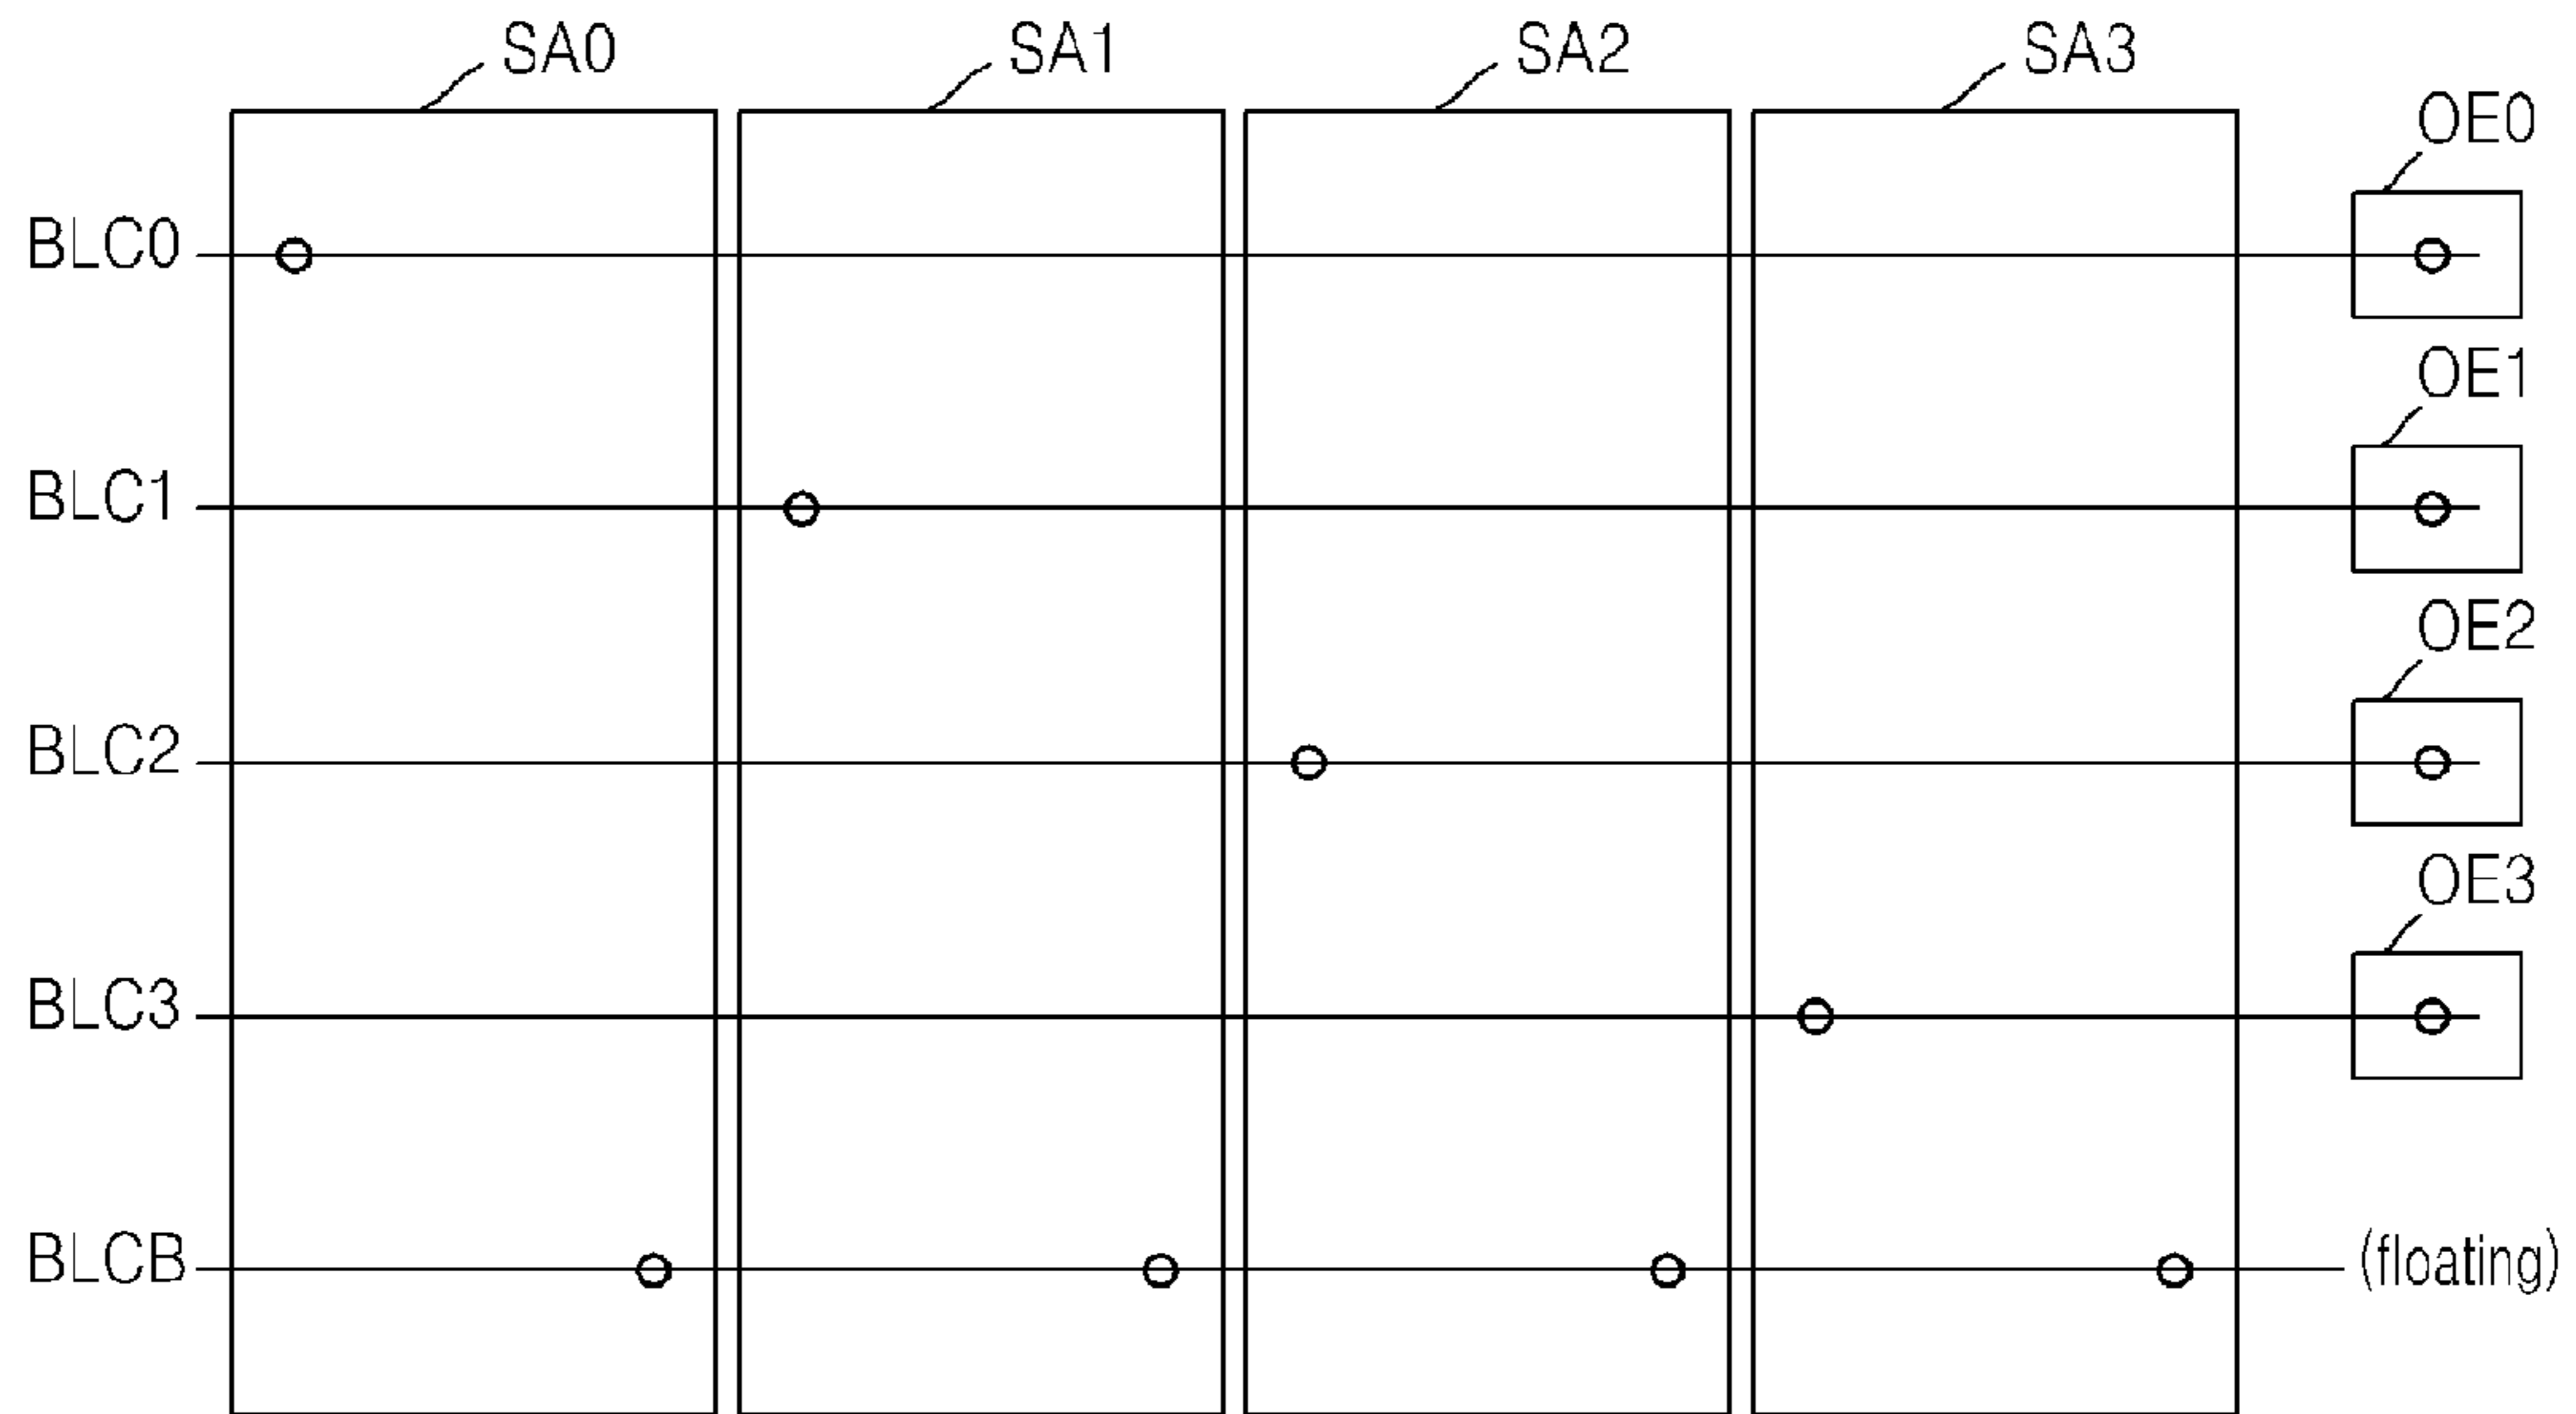 SA0
SA1
SA2
SA3
OE0
BLC0
OE1
BLC1
OE2
BLC2
OE3
BLC3
BLCB
(floating)